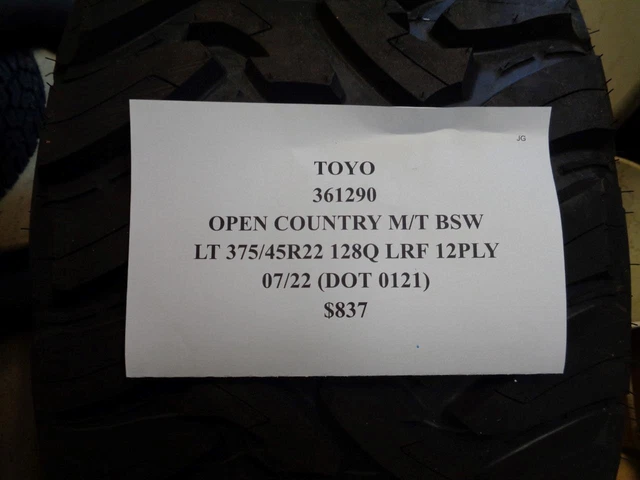 JG
TOYO
361290
OPEN COUNTRY M/T BSW
LT 375/45R22 128Q LRF 12PLY
07/22 (DOT 0121)
$837